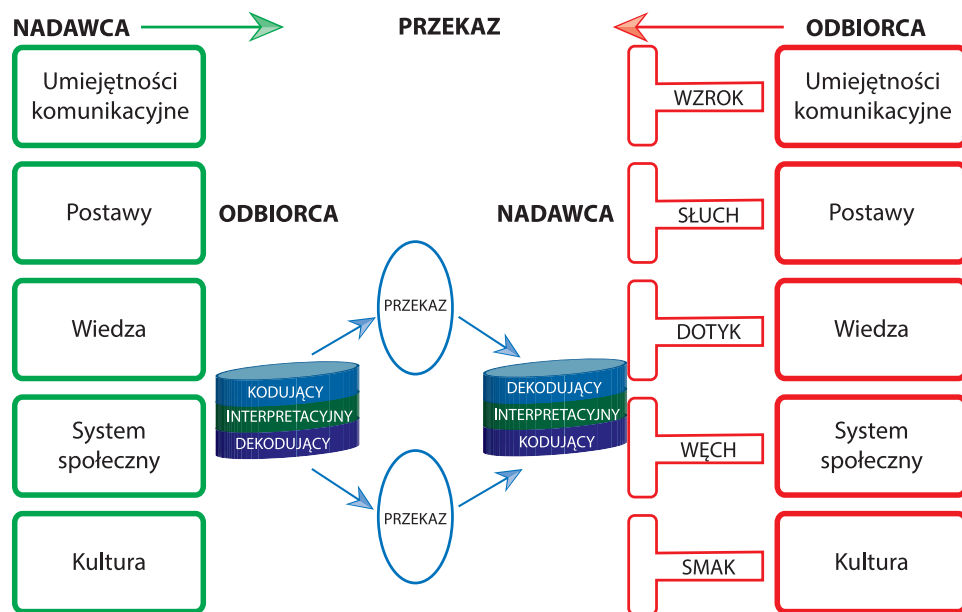 NADAWCA
PRZEKAZ
ODBIORCA
Umiejętności
komunikacyjne
WZROK
Umiejętności
komunikacyjne
Postawy
ODBIORCA
NADAWCA
SŁUCH
Postawy
PRZEKAZ
Wiedza
DOTYK
Wiedza
KODUJĄCY
INTERPRETACYJNY
DEKODUJĄCY
DEKODUJĄCY
INTERPRETACYJNY
KODUJĄCY
System
społeczny
WĘCH
System
społeczny
PRZEKAZ
Kultura
SMAK
Kultura